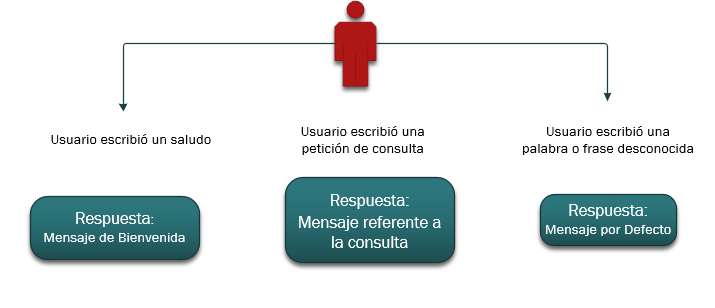 Usuario escribió un saludo
Usuario escribió una
petición de consulta
Usuario escribió una
palabra o frase desconocida
Respuesta:
Mensaje de Bienvenida
Respuesta:
Mensaje referente a
la consulta
Respuesta:
Mensaje por Defecto